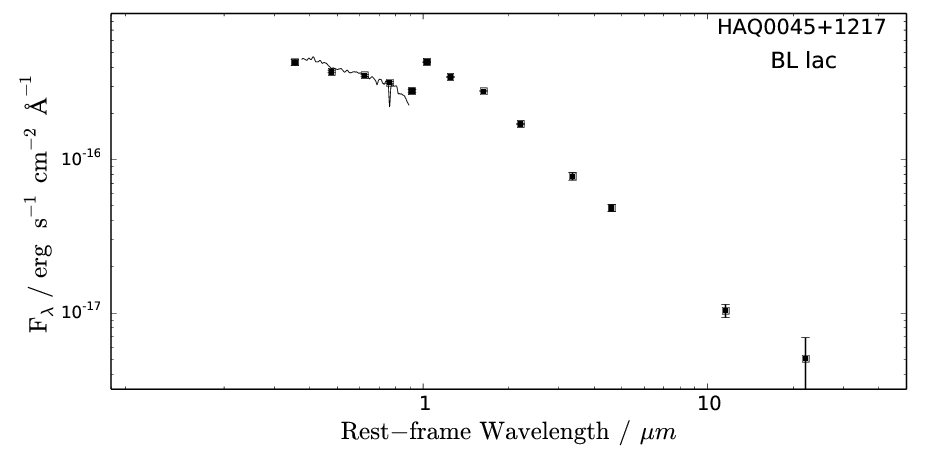 HAQ0045+1217
BL lac
F_λ / erg s⁻¹ cm⁻² Å⁻¹
10⁻¹⁶
10⁻¹⁷
1
10
Rest−frame Wavelength / μm